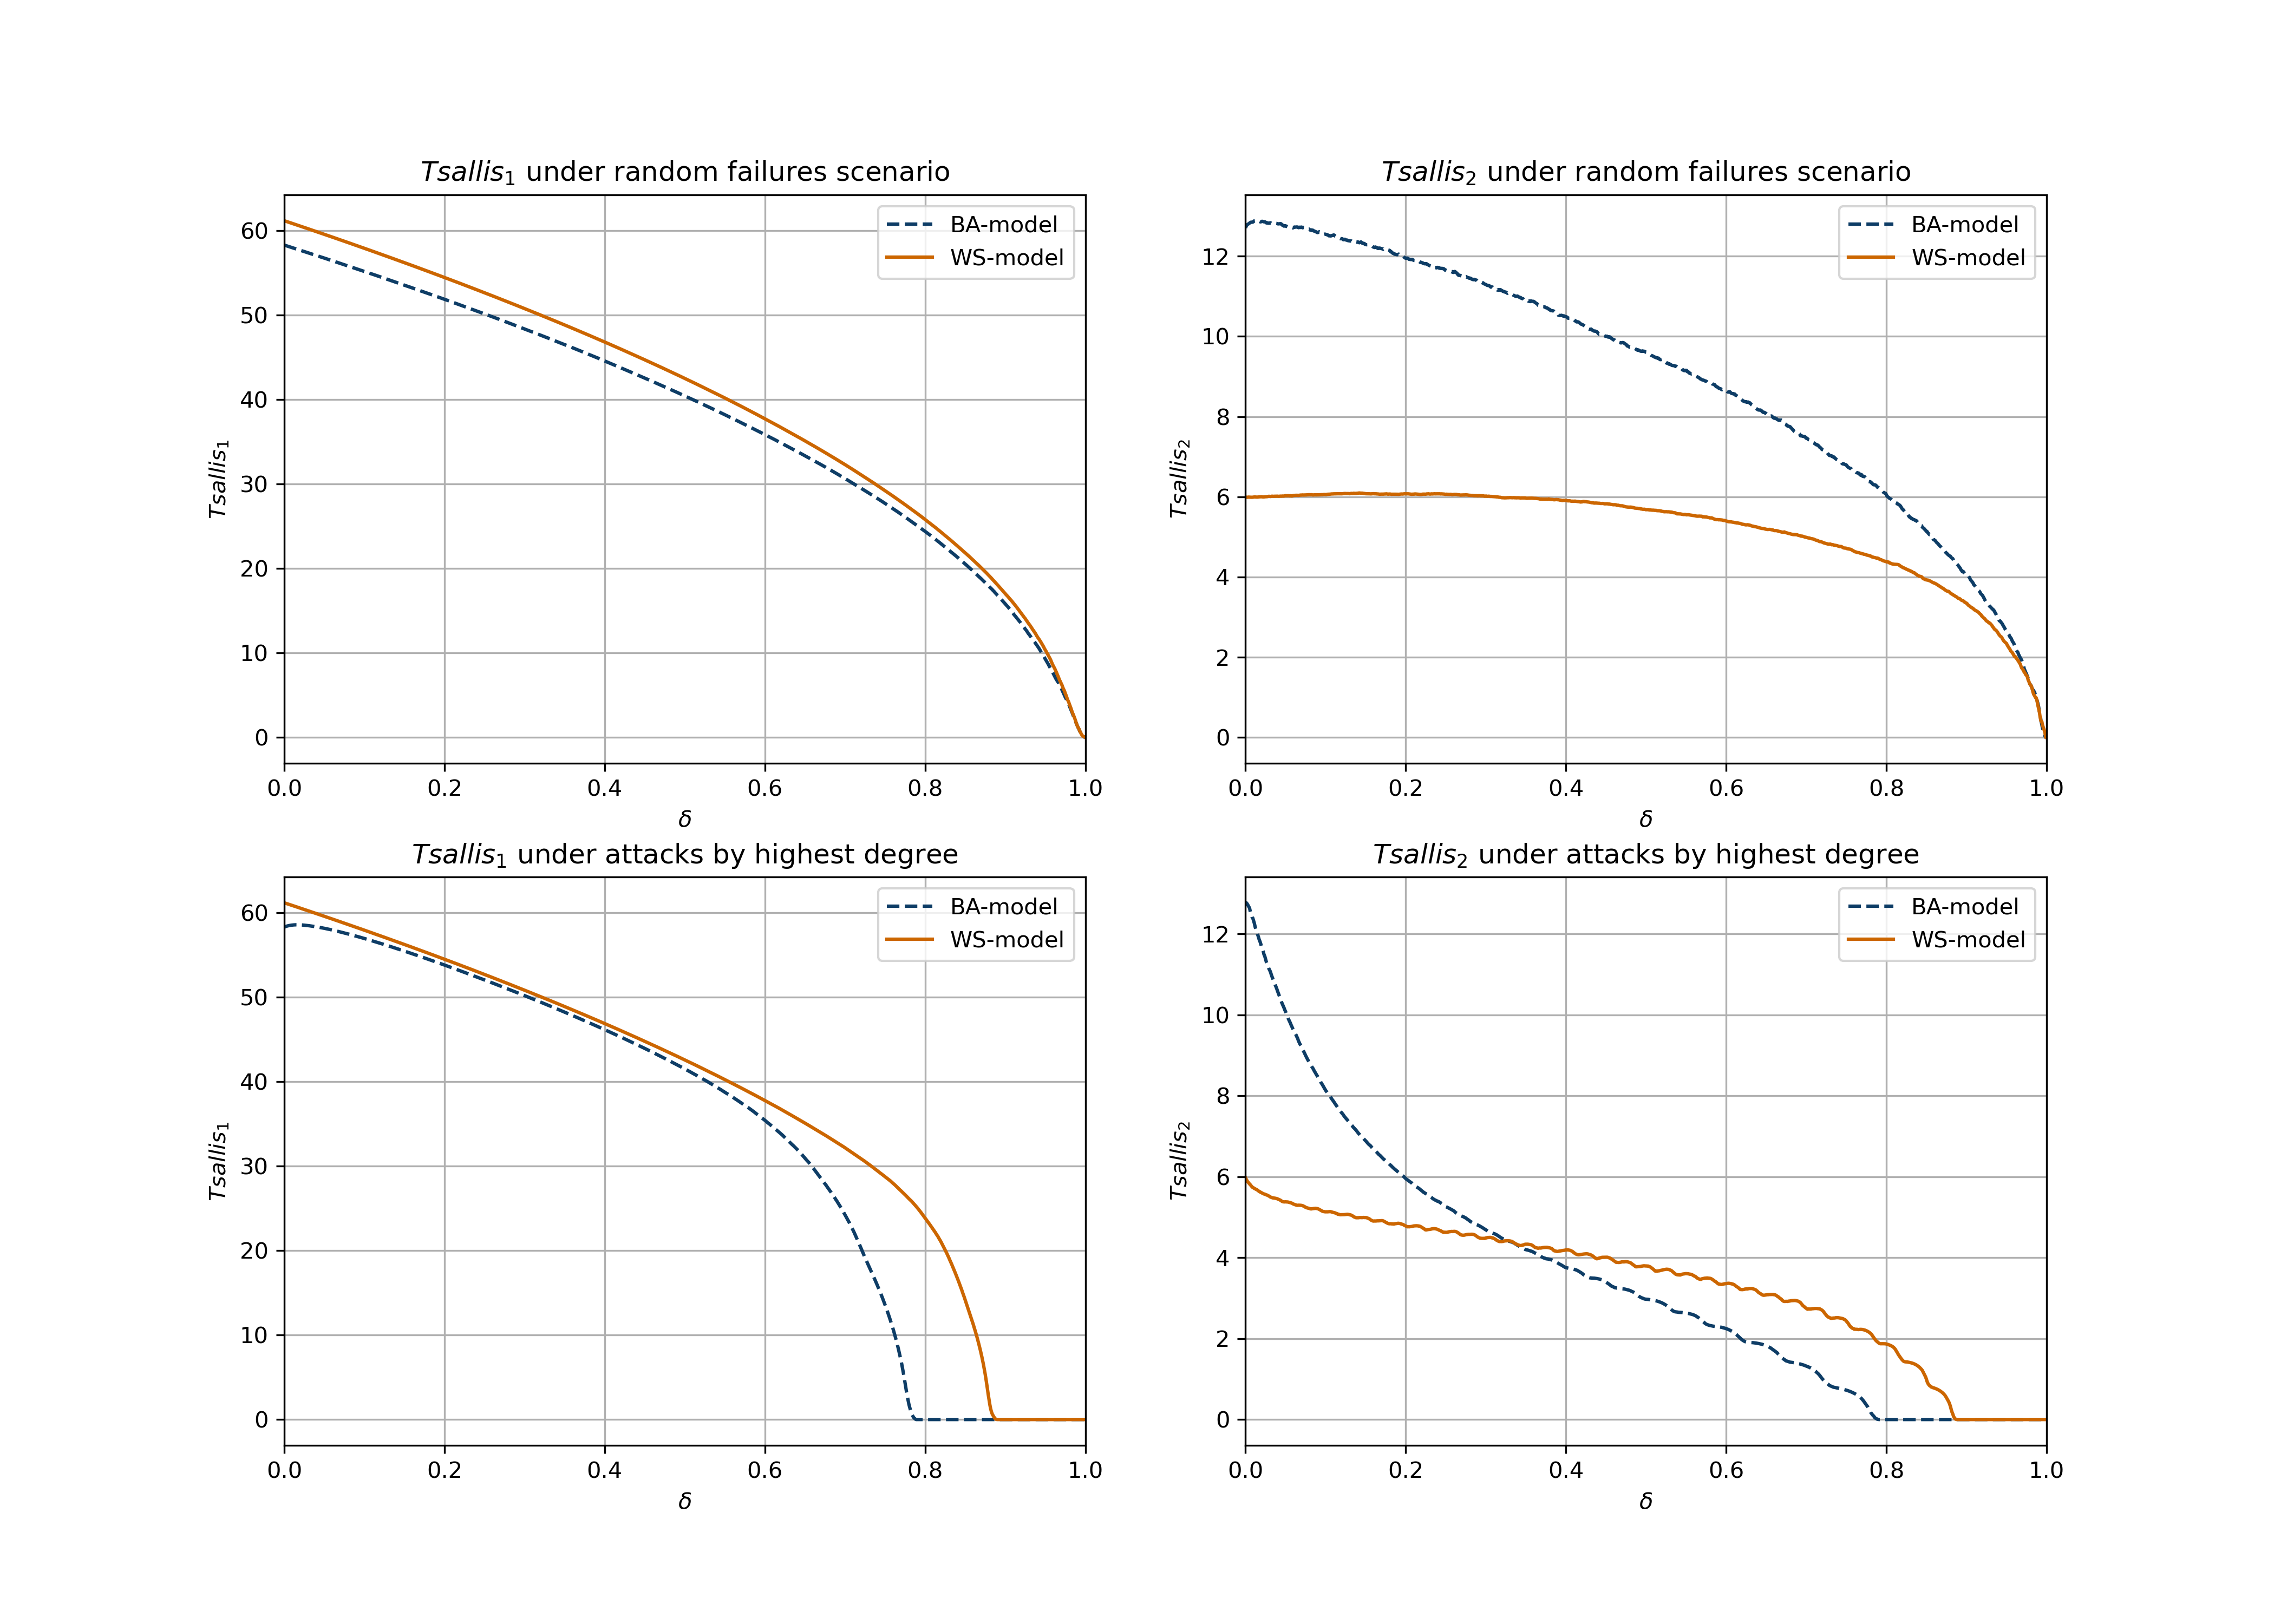 Tsallis₁ under random failures scenario
60
50
40
30
20
10
0
Tsallis₁
BA-model
WS-model
0.0 0.2 0.4 0.6 0.8 1.0
δ
Tsallis₂ under random failures scenario
12
10
8
6
4
2
0
Tsallis₂
BA-model
WS-model
0.0 0.2 0.4 0.6 0.8 1.0
δ
Tsallis₁ under attacks by highest degree
60
50
40
30
20
10
0
Tsallis₁
BA-model
WS-model
0.0 0.2 0.4 0.6 0.8 1.0
δ
Tsallis₂ under attacks by highest degree
12
10
8
6
4
2
0
Tsallis₂
BA-model
WS-model
0.0 0.2 0.4 0.6 0.8 1.0
δ